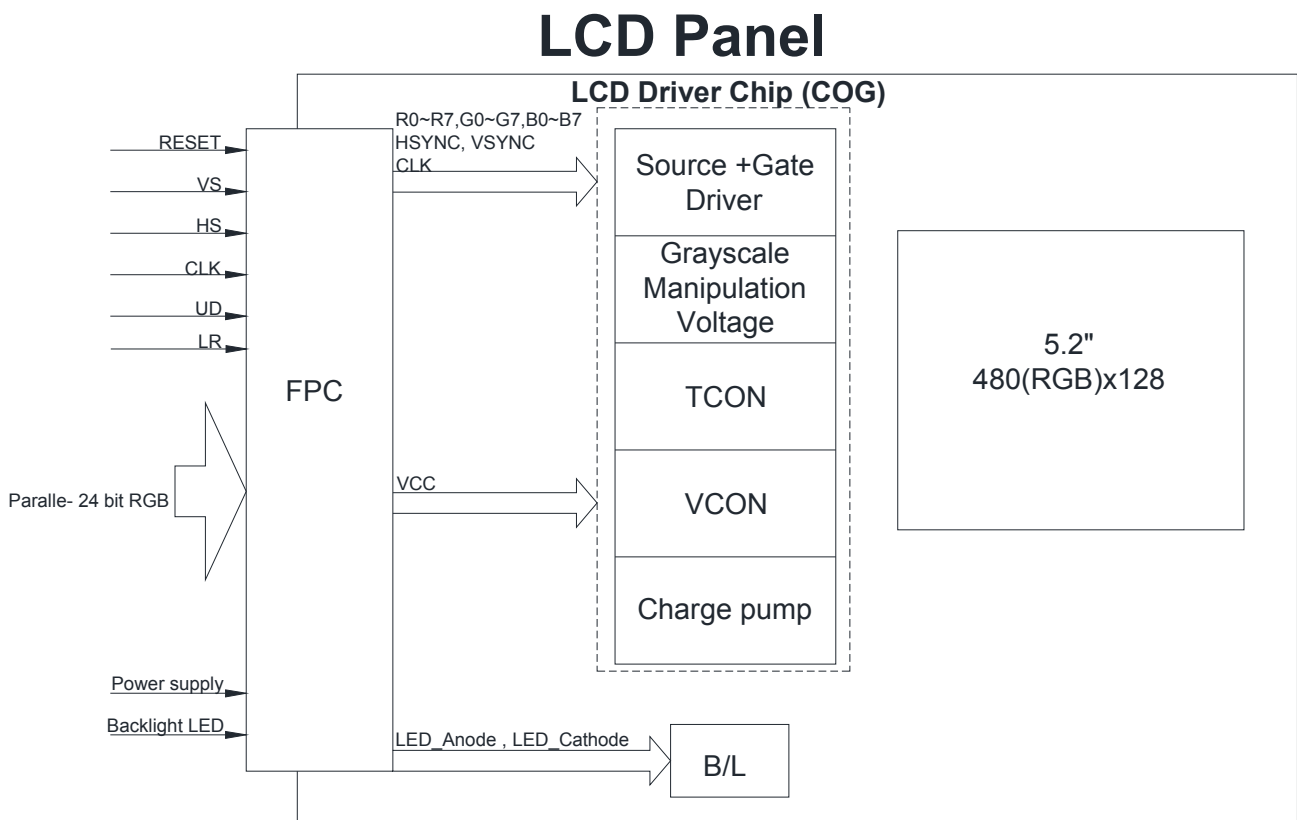 LCD Panel
LCD Driver Chip (COG)
R0~R7,G0~G7,B0~B7
HSYNC, VSYNC
CLK
RESET
VS
HS
CLK
UD
LR
FPC
Paralle- 24 bit RGB
Power supply
Backlight LED
VCC
LED_Anode , LED_Cathode
Source +Gate
Driver
Grayscale
Manipulation
Voltage
TCON
VCON
Charge pump
B/L
5.2"
480(RGB)x128